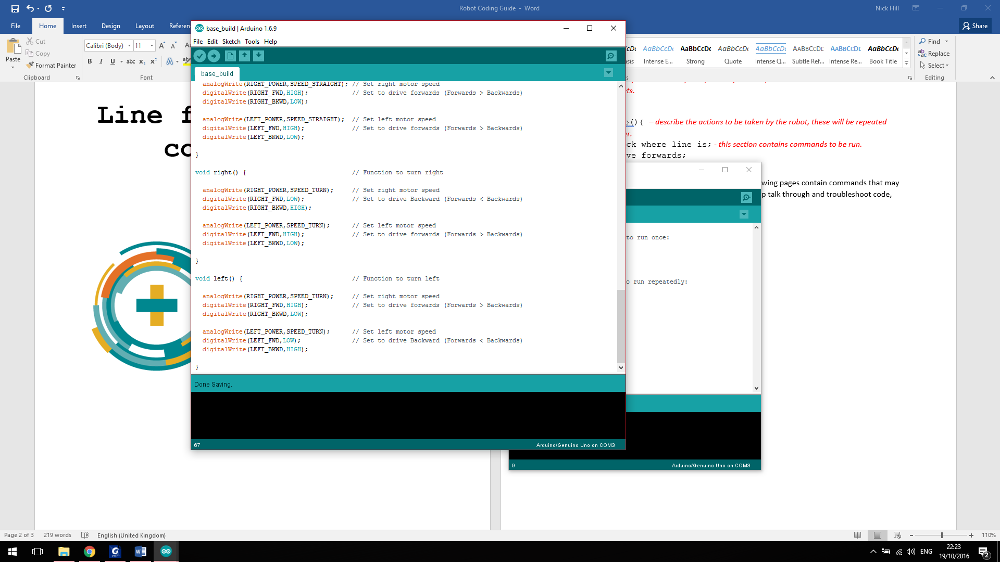 Robot Coding Guide - Word
Nick Hill
File Home Insert Design Layout Share
Cut
Copy
Format Painter
Paste
Clipboard
Calibri (Body) 11
B I U abc X₂ X²
Font
AaBbCcDc AaBbCcDc AaBbCcDc AaBbCcDc AABBCCDE AABBCCDE AaBbCcDc
Intense E... Strong Quote Intense Q... Subtle Ref... Intense Re... Book Title
Find
Replace
Select
Editing
base_build | Arduino 1.6.9
File Edit Sketch Tools Help
base_build
analogWrite(RIGHT_POWER,SPEED_STRAIGHT); // Set right motor speed
digitalWrite(RIGHT_FWD,HIGH); // Set to drive forwards (Forwards > Backwards)
digitalWrite(RIGHT_BKWD,LOW);
analogWrite(LEFT_POWER,SPEED_STRAIGHT); // Set left motor speed
digitalWrite(LEFT_FWD,HIGH); // Set to drive forwards (Forwards > Backwards)
digitalWrite(LEFT_BKWD,LOW);
}
void right() { // Function to turn right
analogWrite(RIGHT_POWER,SPEED_TURN); // Set right motor speed
digitalWrite(RIGHT_FWD,LOW); // Set to drive Backward (Forwards < Backwards)
digitalWrite(RIGHT_BKWD,HIGH);
analogWrite(LEFT_POWER,SPEED_TURN); // Set left motor speed
digitalWrite(LEFT_FWD,HIGH); // Set to drive forwards (Forwards > Backwards)
digitalWrite(LEFT_BKWD,LOW);
}
void left() { // Function to turn left
analogWrite(RIGHT_POWER,SPEED_TURN); // Set right motor speed
digitalWrite(RIGHT_FWD,HIGH); // Set to drive forwards (Forwards > Backwards)
digitalWrite(RIGHT_BKWD,LOW);
analogWrite(LEFT_POWER,SPEED_TURN); // Set left motor speed
digitalWrite(LEFT_FWD,LOW); // Set to drive Backward (Forwards < Backwards)
digitalWrite(LEFT_BKWD,HIGH);
}
Done Saving.
67
Arduino/Genuino Uno on COM3
Line
() { – describe the actions to be taken by the robot, these will be repeated
where line is; - this section contains commands to be run.
forwards;
pages contain commands that may
talk through and troubleshoot code,
to run once:
run repeatedly:
9
Arduino/Genuino Uno on COM3
Page 2 of 3 219 words English (United Kingdom)
110%
ENG
22:23
19/10/2016
2